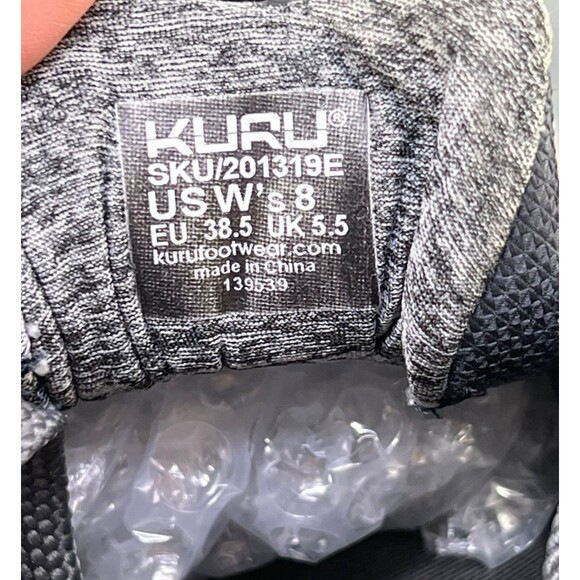 KURU®
SKU/201319E
US W's 8
EU 38.5 UK 5.5
kurufootwear.com
made in China
139539